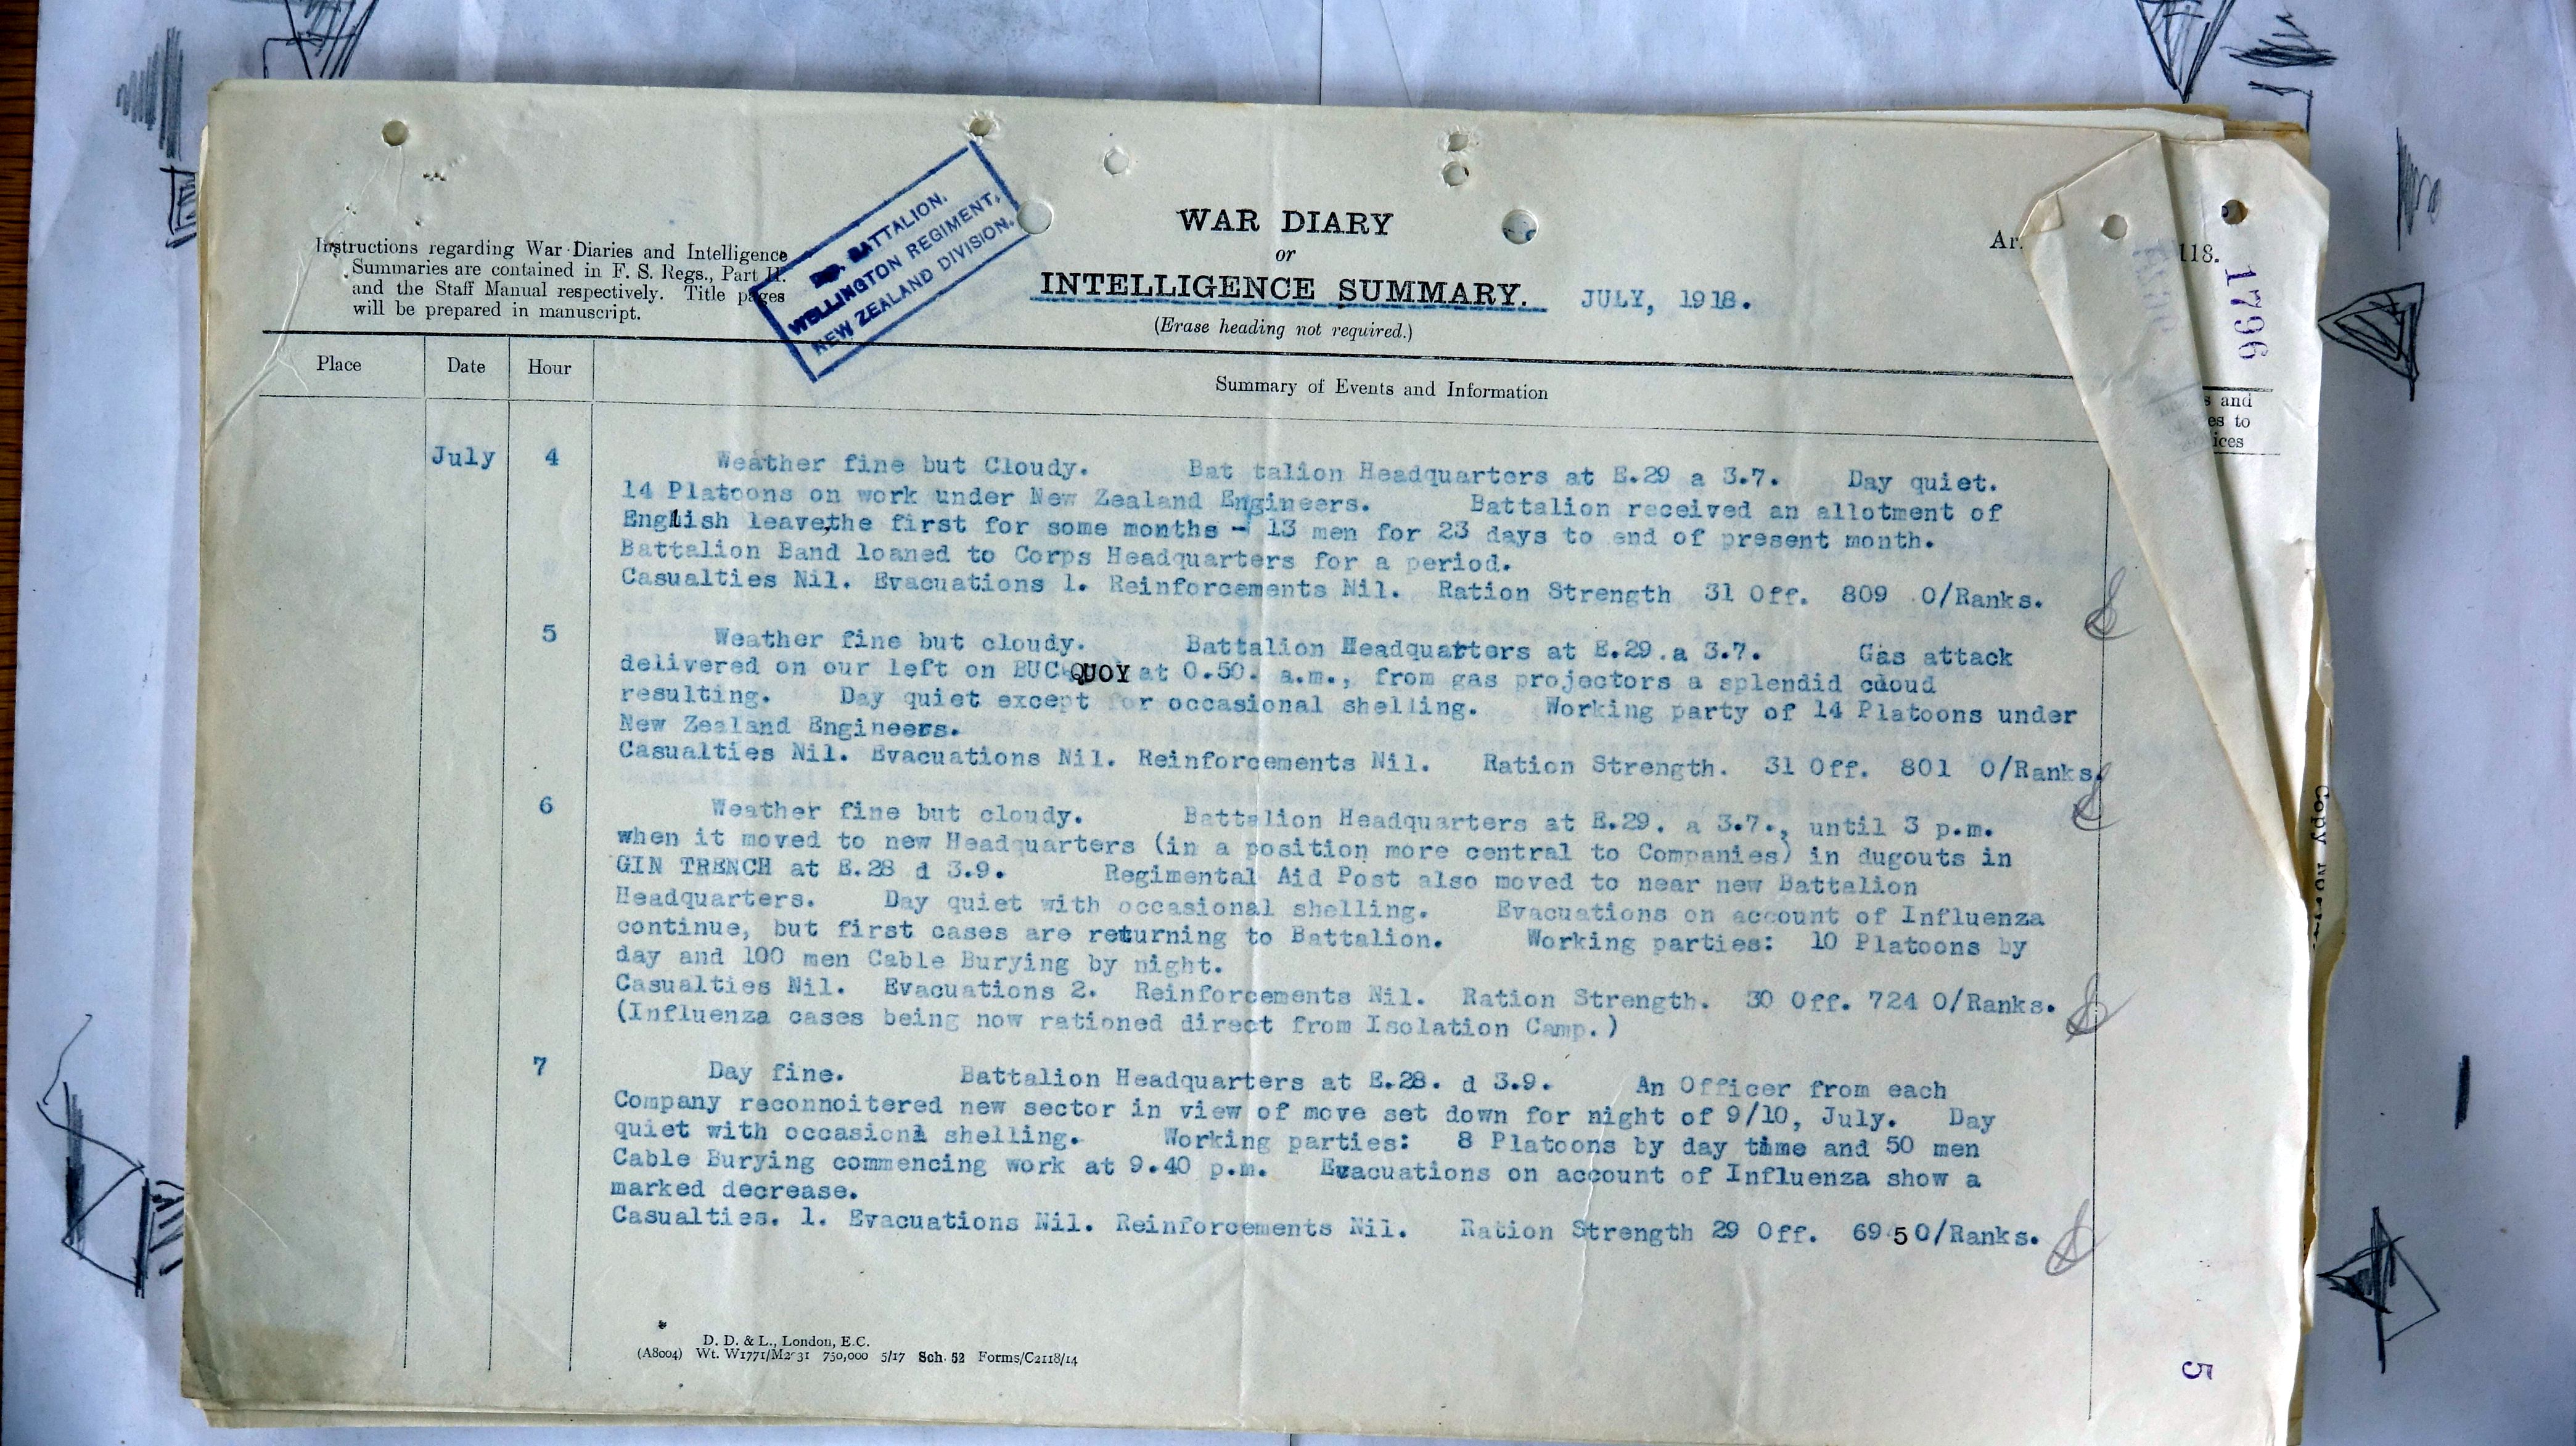 BATTALION.
WELLINGTON REGIMENT,
NEW ZEALAND DIVISION.
Instructions regarding War Diaries and Intelligence
Summaries are contained in F. S. Regs., Part II.
and the Staff Manual respectively. Title pages
will be prepared in manuscript.
WAR DIARY
or
INTELLIGENCE SUMMARY. JULY, 1918.
(Erase heading not required.)
118.
1796
Place Date Hour Summary of Events and Information
s and
es to
ices
July 4 Weather fine but Cloudy. Bat talion Headquarters at E.29 a 3.7. Day quiet.
14 Platoons on work under New Zealand Engineers. Battalion received an allotment of
English leave,the first for some months - 13 men for 23 days to end of present month.
Battalion Band loaned to Corps Headquarters for a period.
Casualties Nil. Evacuations 1. Reinforcements Nil. Ration Strength 31 Off. 809 O/Ranks.
5 Weather fine but cloudy. Battalion Headquarters at E.29.a 3.7. Gas attack
delivered on our left on BUCQUOY at 0.50. a.m., from gas projectors a splendid cloud
resulting. Day quiet except for occasional shelling. Working party of 14 Platoons under
New Zealand Engineers.
Casualties Nil. Evacuations Nil. Reinforcements Nil. Ration Strength. 31 Off. 801 O/Ranks.
6 Weather fine but cloudy. Battalion Headquarters at E.29. a 3.7., until 3 p.m.
when it moved to new Headquarters (in a position more central to Companies) in dugouts in
GIN TRENCH at E.28 d 3.9. Regimental Aid Post also moved to near new Battalion
Headquarters. Day quiet with occasional shelling. Evacuations on account of Influenza
continue, but first cases are returning to Battalion. Working parties: 10 Platoons by
day and 100 men Cable Burying by night.
Casualties Nil. Evacuations 2. Reinforcements Nil. Ration Strength. 30 Off. 724 O/Ranks.
(Influenza cases being now rationed direct from Isolation Camp.)
7 Day fine. Battalion Headquarters at E.28. d 3.9. An Officer from each
Company reconnoitered new sector in view of move set down for night of 9/10, July. Day
quiet with occasionl shelling. Working parties: 8 Platoons by day time and 50 men
Cable Burying commencing work at 9.40 p.m. Evacuations on account of Influenza show a
marked decrease.
Casualties. 1. Evacuations Nil. Reinforcements Nil. Ration Strength 29 Off. 695 O/Ranks.
D. D. & L., London, E.C.
(A8004) Wt. 750,000 5/17 Sch. 52 Forms/C2118/14
Copy
5